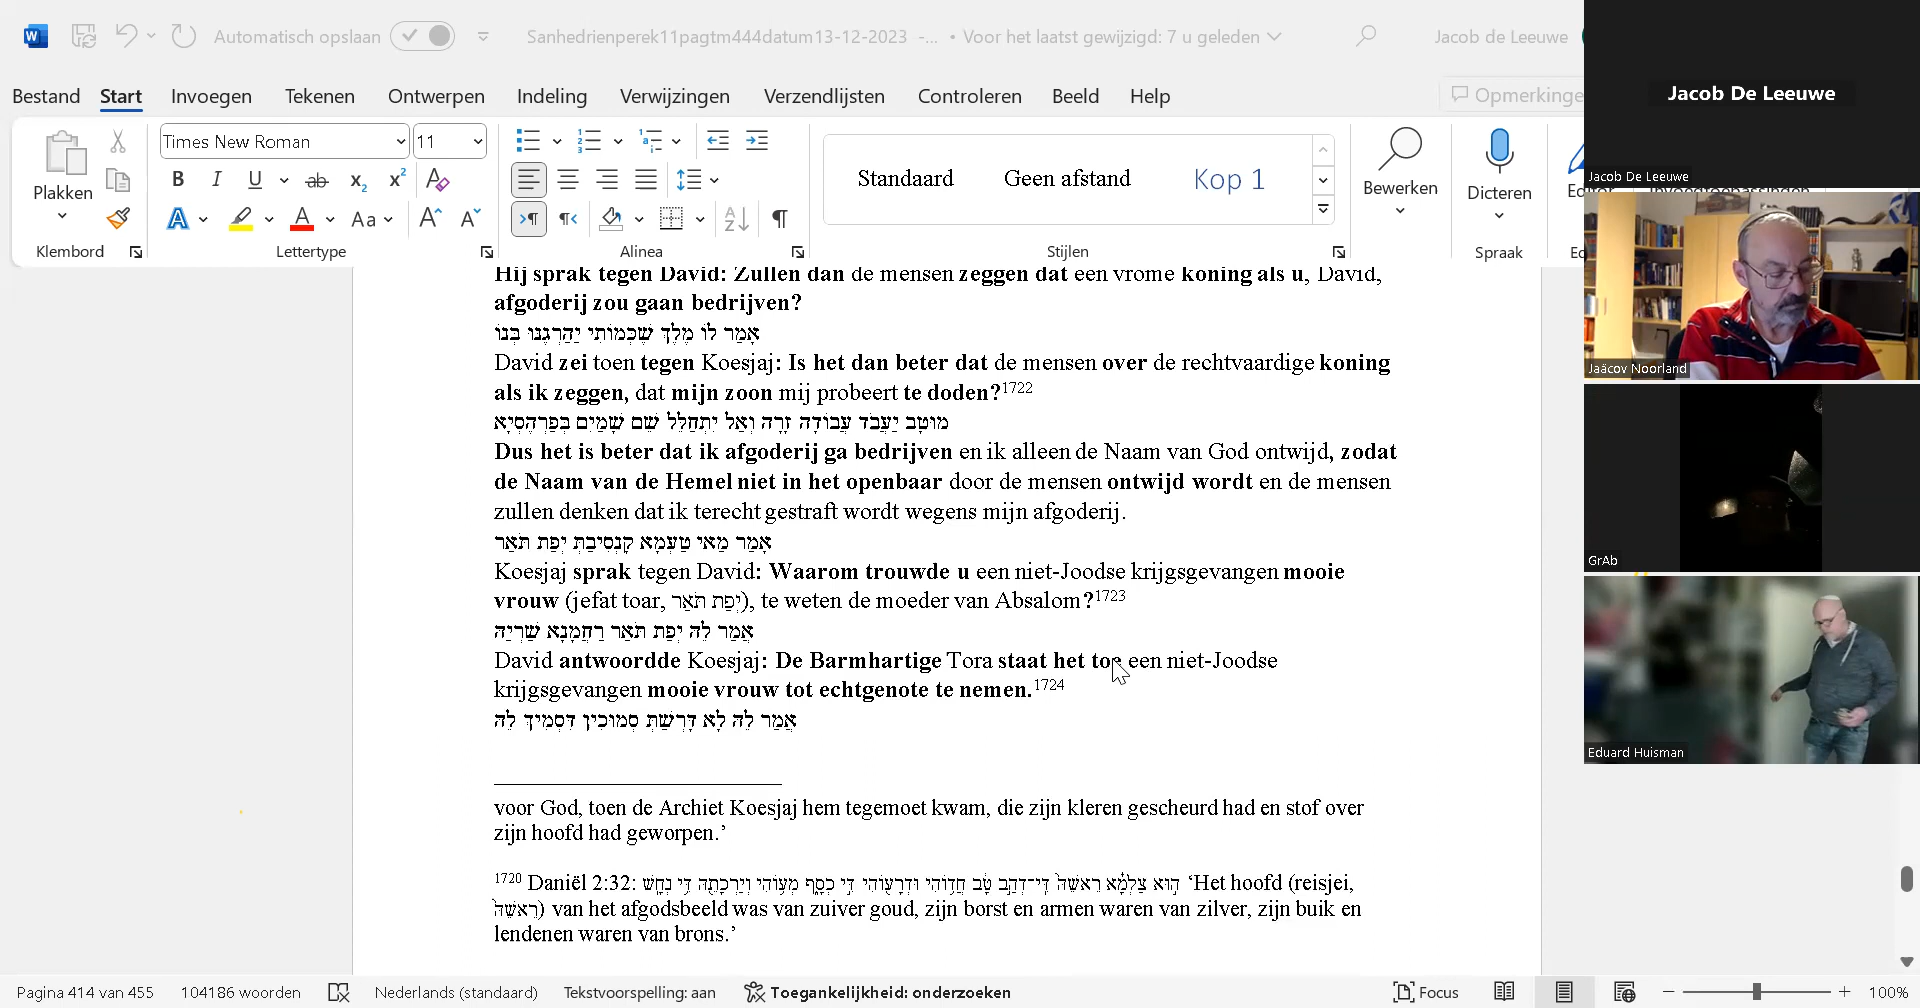 Automatisch opslaan
Sanhedrienperek11pagtm444datum13-12-2023 -... • Voor het laatst gewijzigd: 7 u geleden
Jacob de Leeuwe
Bestand Start Invoegen Tekenen Ontwerpen Indeling Verwijzingen Verzendlijsten Controleren Beeld Help
Opmerkinge
Plakken
Times New Roman 11
Standaard Geen afstand Kop 1
Bewerken
Dicteren
Klembord Lettertype Alinea Stijlen Spraak
Hij sprak tegen David: Zullen dan de mensen zeggen dat een vrome koning als u, David,
afgoderij zou gaan bedrijven?
אָמַר לוֹ מֶלֶךְ שֶׁכְּמוֹתִי יַהַרְגֶנּוּ בְּנוֹ
David zei toen tegen Koesjaj: Is het dan beter dat de mensen over de rechtvaardige koning
als ik zeggen, dat mijn zoon mij probeert te doden?1722
מוּטָב יַעֲבֹד עֲבוֹדָה זָרָה וְאַל יִתְחַלֵּל שֵׁם שָׁמַיִם בְּפַרְהֶסְיָא
Dus het is beter dat ik afgoderij ga bedrijven en ik alleen de Naam van God ontwijd, zodat
de Naam van de Hemel niet in het openbaar door de mensen ontwijd wordt en de mensen
zullen denken dat ik terecht gestraft wordt wegens mijn afgoderij.
אָמַר מַאי טַעְמָא קָנְסִיבַתְּ יְפַת תֹּאַר
Koesjaj sprak tegen David: Waarom trouwde u een niet-Joodse krijgsgevangen mooie
vrouw (jefat toar, יְפַת תֹּאַר), te weten de moeder van Absalom?1723
אֲמַר לֵהּ יְפַת תֹּאַר רַחֲמָנָא שַׁרְיַהּ
David antwoordde Koesjaj: De Barmhartige Tora staat het toe een niet-Joodse
krijgsgevangen mooie vrouw tot echtgenote te nemen.1724
אֲמַר לֵהּ לָא דָּרְשַׁתְּ סְמוּכִין דִּסְמִיךְ לֵהּ
voor God, toen de Archiet Koesjaj hem tegemoet kwam, die zijn kleren gescheurd had en stof over
zijn hoofd had geworpen.’
1720 Daniël 2:32: הוּא צַלְמָא רֵאשֵׁהּ דִּי־דְהַב טָב חֲדוֹהִי וּדְרָעוֹהִי דִּי כְסַף מְעוֹהִי וְיַרְכָתֵהּ דִּי נְחָשׁ ‘Het hoofd (reisjei,
רֵאשֵׁהּ) van het afgodsbeeld was van zuiver goud, zijn borst en armen waren van zilver, zijn buik en
lendenen waren van brons.’
Pagina 414 van 455 104186 woorden Nederlands (standaard) Tekstvoorspelling: aan Toegankelijkheid: onderzoeken Focus 100%
Jacob De Leeuwe
Jacob De Leeuwe
Jaäcov Noorland
GrAb
Eduard Huisman